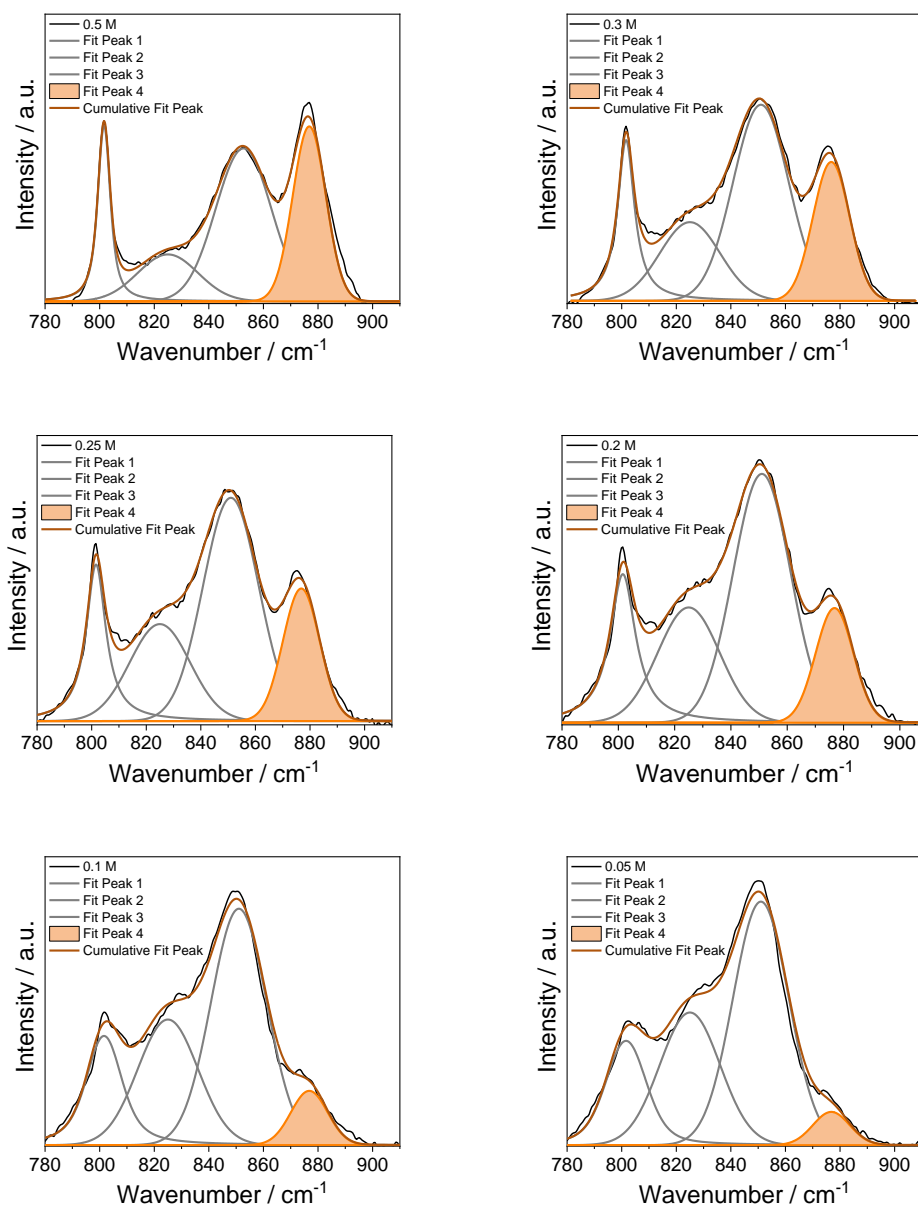 0.5 M
Fit Peak 1
Fit Peak 2
Fit Peak 3
Fit Peak 4
Cumulative Fit Peak
Intensity / a.u.
780 800 820 840 860 880 900
Wavenumber / cm⁻¹
0.3 M
Fit Peak 1
Fit Peak 2
Fit Peak 3
Fit Peak 4
Cumulative Fit Peak
Intensity / a.u.
780 800 820 840 860 880 900
Wavenumber / cm⁻¹
0.25 M
Fit Peak 1
Fit Peak 2
Fit Peak 3
Fit Peak 4
Cumulative Fit Peak
Intensity / a.u.
780 800 820 840 860 880 900
Wavenumber / cm⁻¹
0.2 M
Fit Peak 1
Fit Peak 2
Fit Peak 3
Fit Peak 4
Cumulative Fit Peak
Intensity / a.u.
780 800 820 840 860 880 900
Wavenumber / cm⁻¹
0.1 M
Fit Peak 1
Fit Peak 2
Fit Peak 3
Fit Peak 4
Cumulative Fit Peak
Intensity / a.u.
780 800 820 840 860 880 900
Wavenumber / cm⁻¹
0.05 M
Fit Peak 1
Fit Peak 2
Fit Peak 3
Fit Peak 4
Cumulative Fit Peak
Intensity / a.u.
780 800 820 840 860 880 900
Wavenumber / cm⁻¹